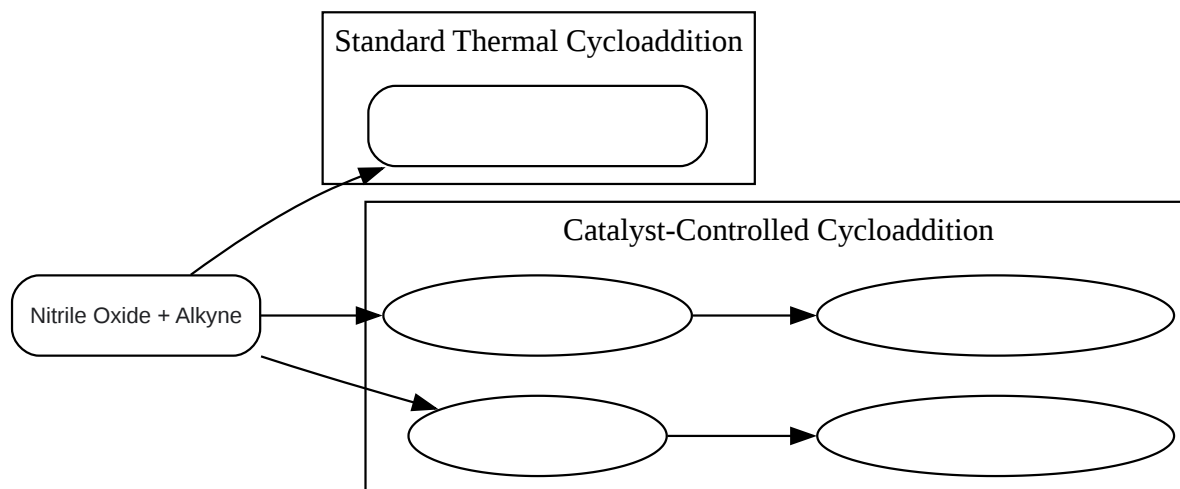 Standard Thermal Cycloaddition
Catalyst-Controlled Cycloaddition
Nitrile Oxide + Alkyne